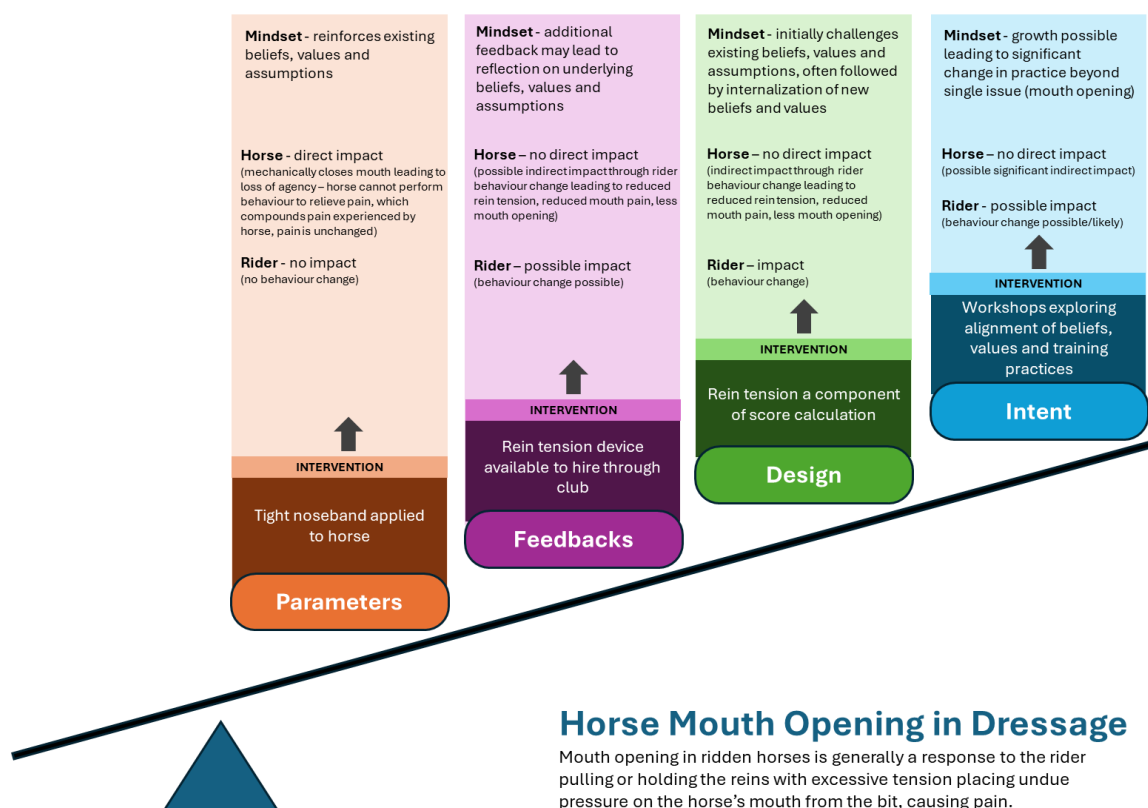 Mindset - reinforces existing
beliefs, values and
assumptions
Horse - direct impact
(mechanically closes mouth leading to
loss of agency – horse cannot perform
behaviour to relieve pain, which
compounds pain experienced by
horse, pain is unchanged)
Rider - no impact
(no behaviour change)
INTERVENTION
Tight noseband applied
to horse
Parameters
Mindset - additional
feedback may lead to
reflection on underlying
beliefs, values and
assumptions
Horse – no direct impact
(possible indirect impact through rider
behaviour change leading to reduced
rein tension, reduced mouth pain, less
mouth opening)
Rider – possible impact
(behaviour change possible)
INTERVENTION
Rein tension device
available to hire through
club
Feedbacks
Mindset - initially challenges
existing beliefs, values and
assumptions, often followed
by internalization of new
beliefs and values
Horse – no direct impact
(indirect impact through rider
behaviour change leading to
reduced rein tension, reduced
mouth pain, less mouth opening)
Rider – impact
(behaviour change)
INTERVENTION
Rein tension a component
of score calculation
Design
Mindset - growth possible
leading to significant
change in practice beyond
single issue (mouth opening)
Horse – no direct impact
(possible significant indirect impact)
Rider - possible impact
(behaviour change possible/likely)
INTERVENTION
Workshops exploring
alignment of beliefs,
values and training
practices
Intent
Horse Mouth Opening in Dressage
Mouth opening in ridden horses is generally a response to the rider
pulling or holding the reins with excessive tension placing undue
pressure on the horse's mouth from the bit, causing pain.